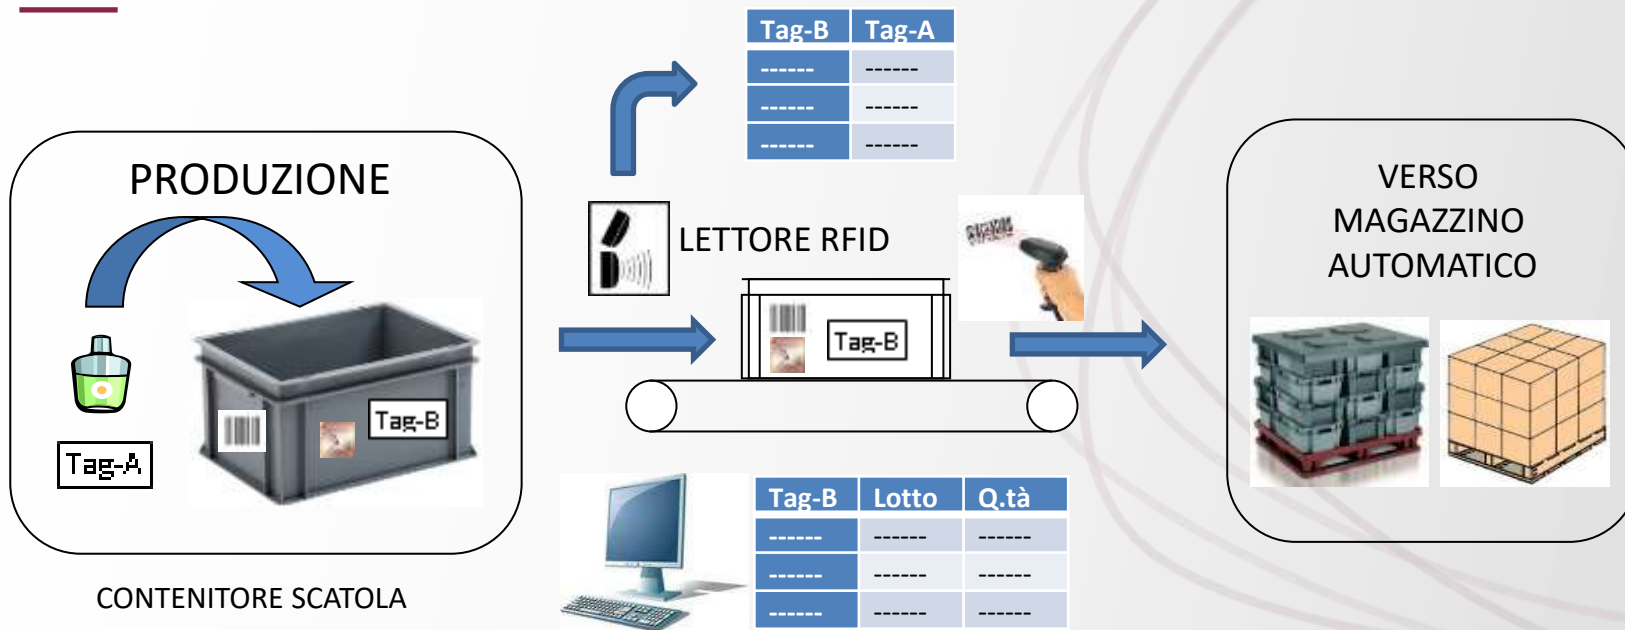 Tag-B Tag-A
------ ------
------ ------
------ ------
PRODUZIONE
Tag-A
Tag-B
CONTENITORE SCATOLA
LETTORE RFID
Tag-B
Tag-B Lotto Q.tà
------ ------ ------
------ ------ ------
------ ------ ------
VERSO
MAGAZZINO
AUTOMATICO